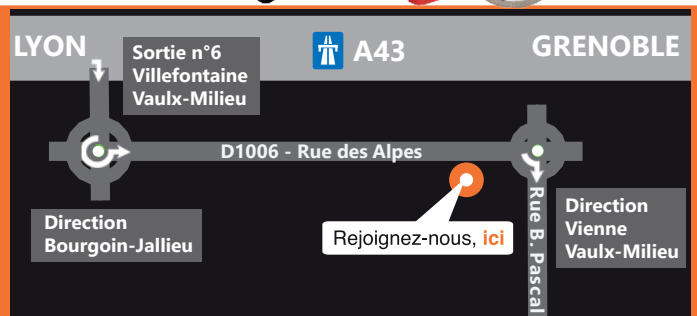 LYON
Sortie n°6
Villefontaine
Vaulx-Milieu
A43
GRENOBLE
D1006 - Rue des Alpes
Direction
Bourgoin-Jallieu
Rejoignez-nous, ici
Rue B. Pascal
Direction
Vienne
Vaulx-Milieu